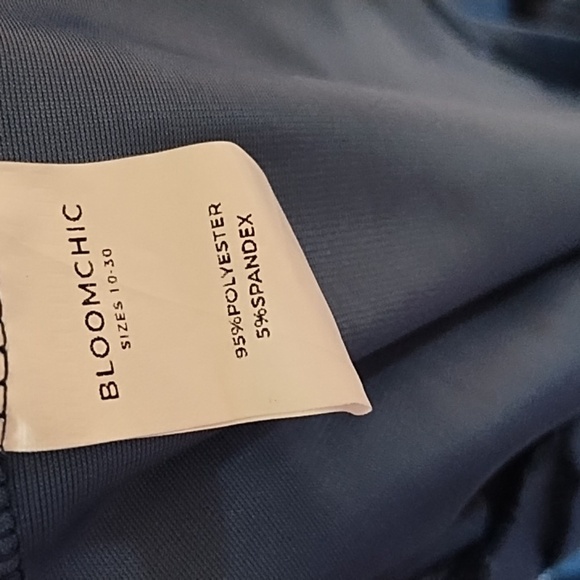 BLOOMCHIC
SIZES 10-30
95%POLYESTER
5%SPANDEX